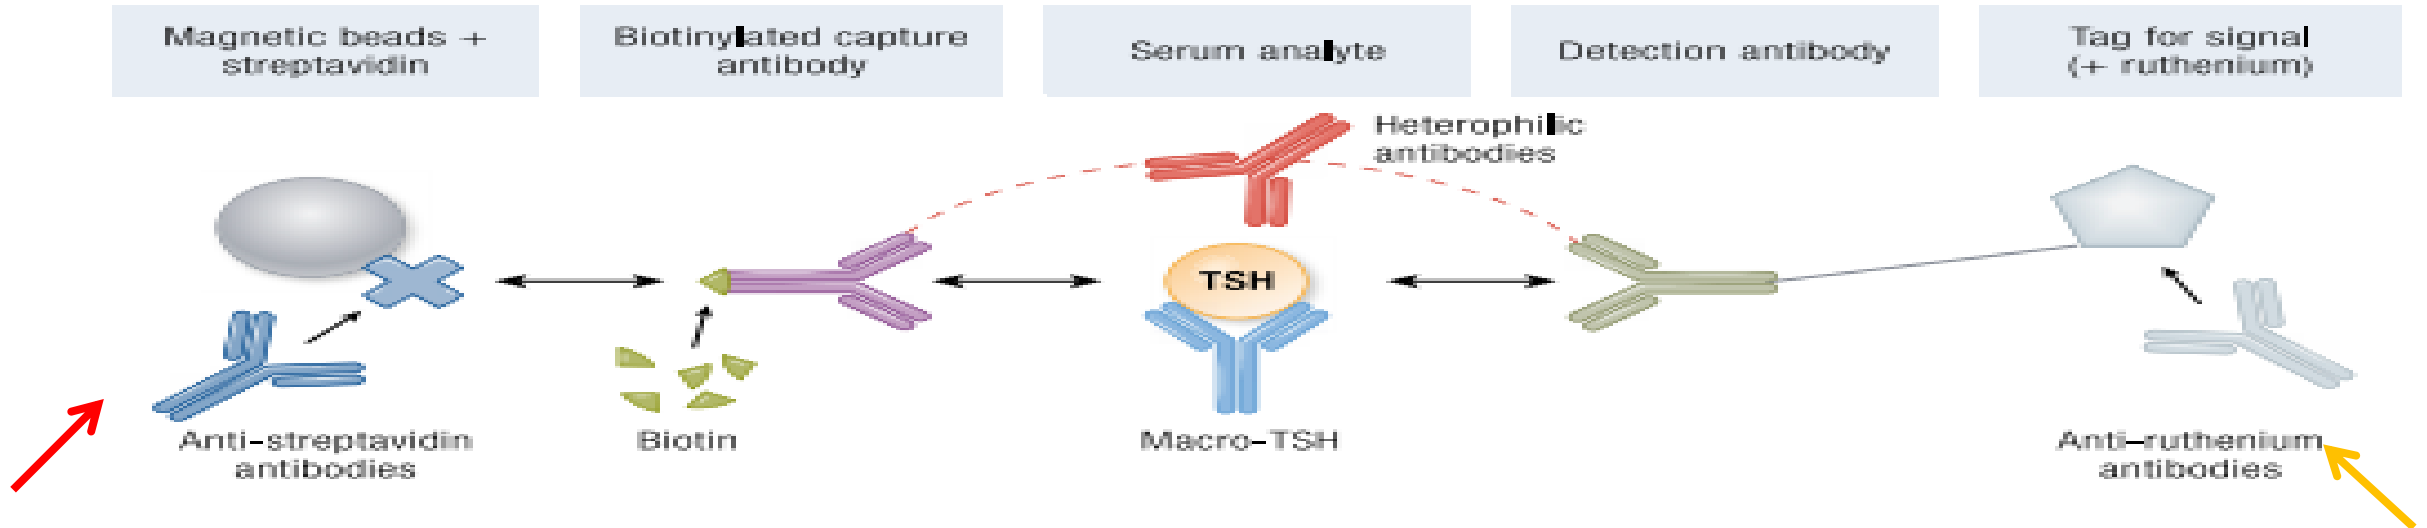 Magnetic beads +
streptavidin
Biotinylated capture
antibody
Serum analyte
Detection antibody
Tag for signal
(+ ruthenium)
Heterophilic
antibodies
TSH
Anti-streptavidin
antibodies
Biotin
Macro-TSH
Anti-ruthenium
antibodies